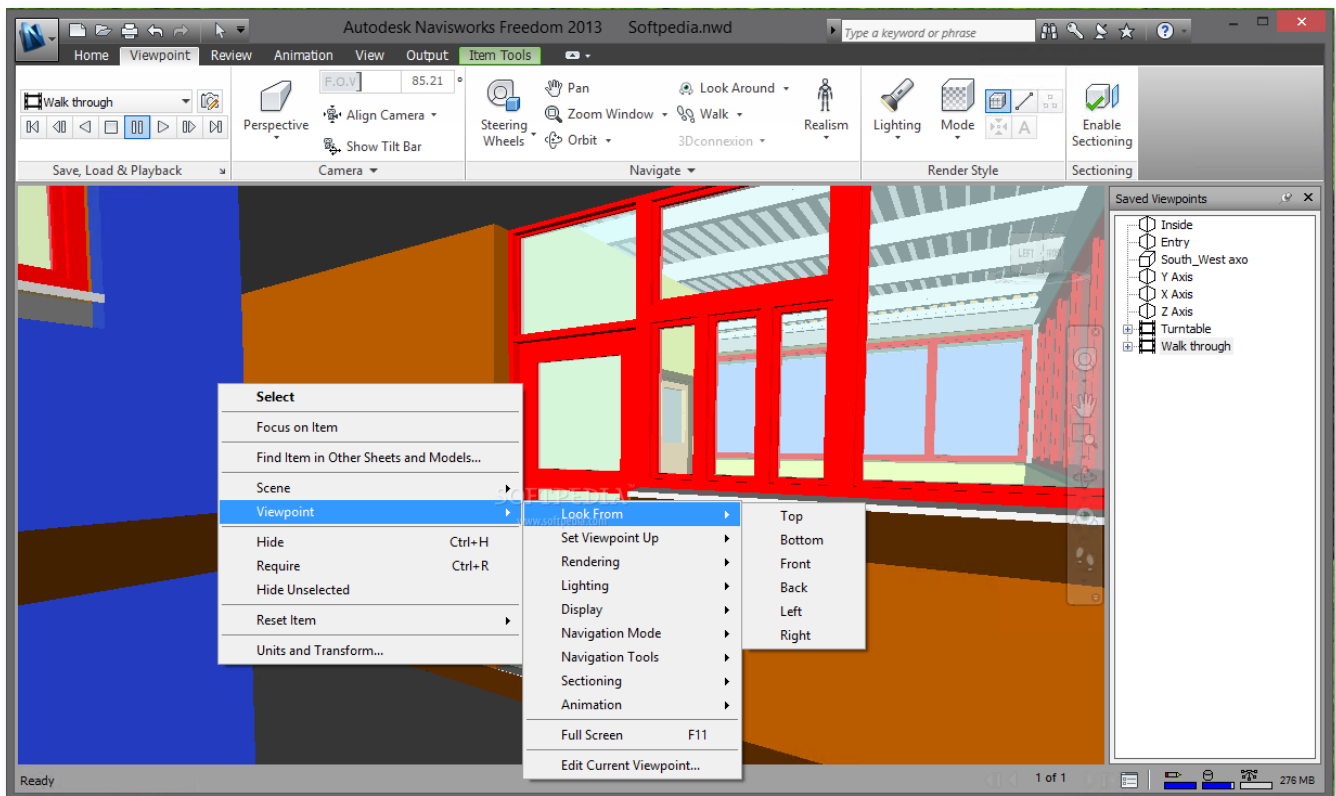 Autodesk Navisworks Freedom 2013 Softpedia.nwd
Type a keyword or phrase
Home Viewpoint Review Animation View Output Item Tools
Walk through
Perspective
F.O.V 85.21 °
Align Camera
Show Tilt Bar
Steering Wheels
Pan
Zoom Window
Orbit
Look Around
Walk
3Dconnexion
Realism
Lighting
Mode
A
Enable Sectioning
Save, Load & Playback
Camera
Navigate
Render Style
Sectioning
Saved Viewpoints
Inside
Entry
South_West axo
Y Axis
X Axis
Z Axis
Turntable
Walk through
LEFT
Select
Focus on Item
Find Item in Other Sheets and Models...
Scene
Viewpoint
Hide Ctrl+H
Require Ctrl+R
Hide Unselected
Reset Item
Units and Transform...
SOFTPEDIA
www.softpedia.com
Look From
Set Viewpoint Up
Rendering
Lighting
Display
Navigation Mode
Navigation Tools
Sectioning
Animation
Full Screen F11
Edit Current Viewpoint...
Top
Bottom
Front
Back
Left
Right
Ready
1 of 1
276 MB